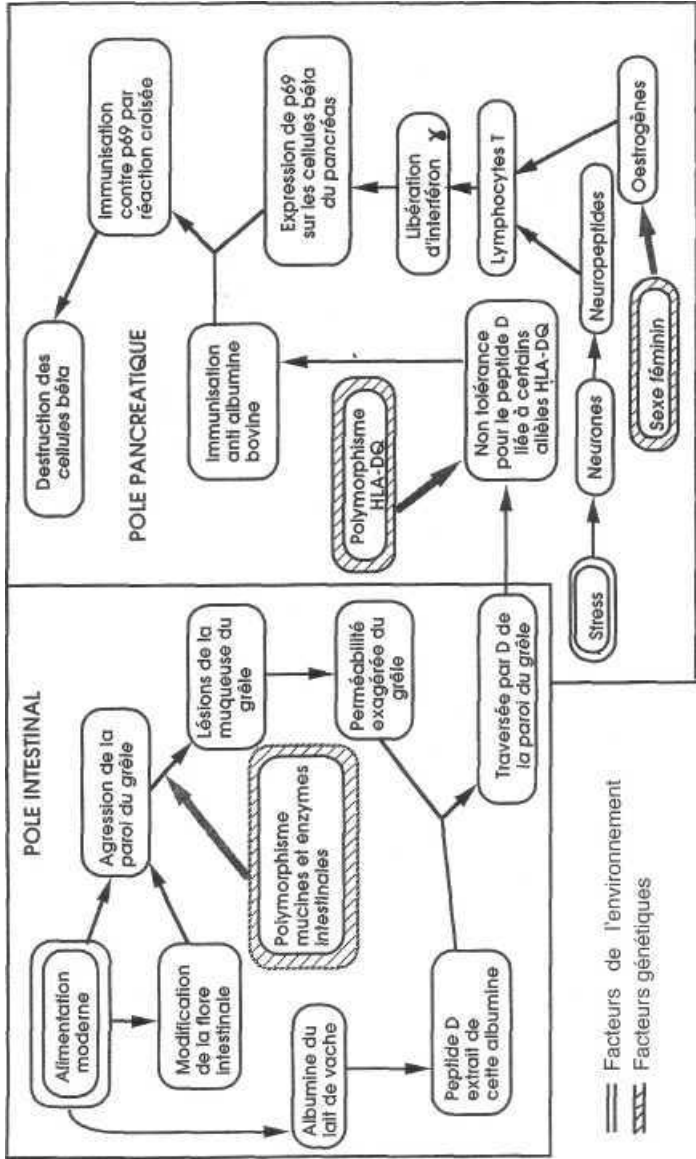 POLE INTESTINAL
Alimentation
moderne
Agression de la
paroi du grêle
Modification
de la flore
intestinale
Lésions de la
muqueuse du
grêle
Polymorphisme
mucines et enzymes
intestinales
Albumine du
lait de vache
Perméabilité
exagérée du
grêle
Peptide D
extrait de
cette albumine
Traversée par D de
la paroi du grêle
POLE PANCREATIQUE
Destruction des
cellules bêta
Immunisation
contre p69 par
réaction croisée
Immunisation
anti albumine
bovine
Expression de p69
sur les cellules béta
du pancréas
Polymorphisme
HLA-DQ
Libération
d'interféron ɣ
Non tolérance
pour le peptide D
liée à certains
allèles HLA-DQ
Lymphocytes T
Stress
Neurones
Neuropeptides
Oestrogènes
Sexe féminin
Facteurs de l'environnement
Facteurs génétiques